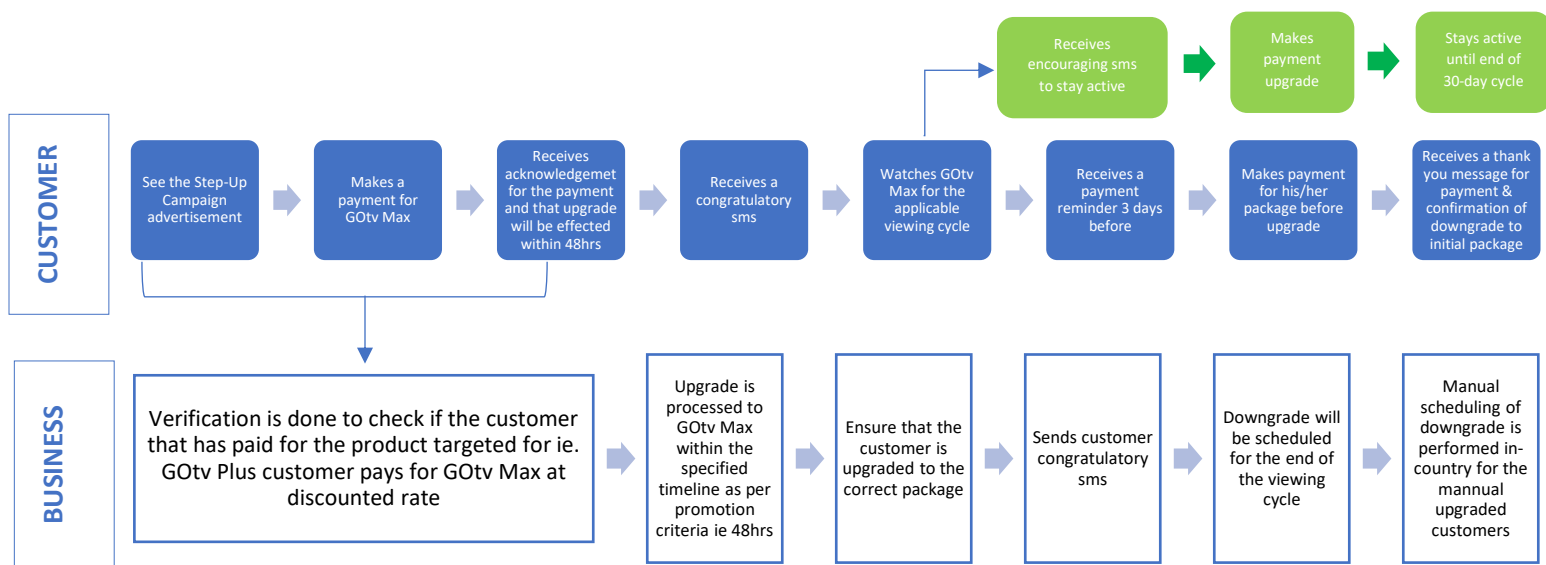 Receives
encouraging sms
to stay active
Makes
payment
upgrade
Stays active
until end of
30-day cycle
CUSTOMER
See the Step-Up
Campaign
advertisement
Makes a
payment for
GOtv Max
Receives
acknowledgemet
for the payment
and that upgrade
will be effected
within 48hrs
Receives a
congratulatory
sms
Watches GOtv
Max for the
applicable
viewing cycle
Receives a
payment
reminder 3 days
before
Makes payment
for his/her
package before
upgrade
Receives a thank
you message for
payment &
confirmation of
downgrade to
initial package
BUSINESS
Verification is done to check if the customer
that has paid for the product targeted for ie.
GOtv Plus customer pays for GOtv Max at
discounted rate
Upgrade is
processed to
GOtv Max
within the
specified
timeline as per
promotion
criteria ie 48hrs
Ensure that the
customer is
upgraded to the
correct package
Sends customer
congratulatory
sms
Downgrade will
be scheduled
for the end of
the viewing
cycle
Manual
scheduling of
downgrade is
performed in-
country for the
mannual
upgraded
customers